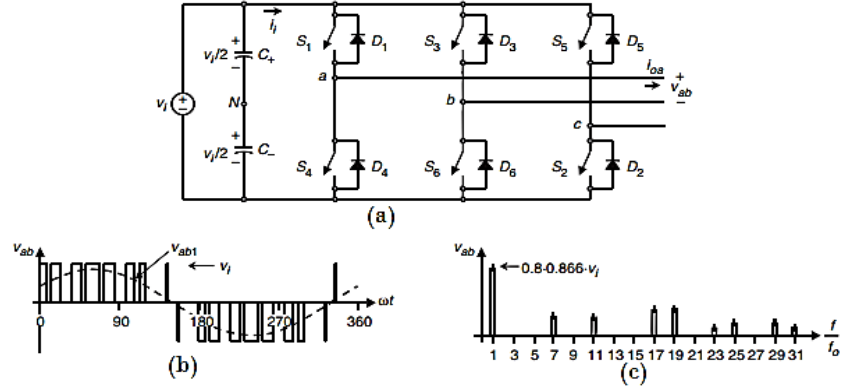 i_i
S_1 D_1 S_3 D_3 S_5 D_5
+
v_i/2 C_+
−
a
i_oa
+
v_ab
−
v_i + −
N
b
c
+
v_i/2 C_−
−
S_4 D_4 S_6 D_6 S_2 D_2
(a)
v_ab v_ab1 v_i
ωt
0 90 180 270 360
(b)
v_ab
0.8·0.866·v_i
f
f_o
1 3 5 7 9 11 13 15 17 19 21 23 25 27 29 31
(c)